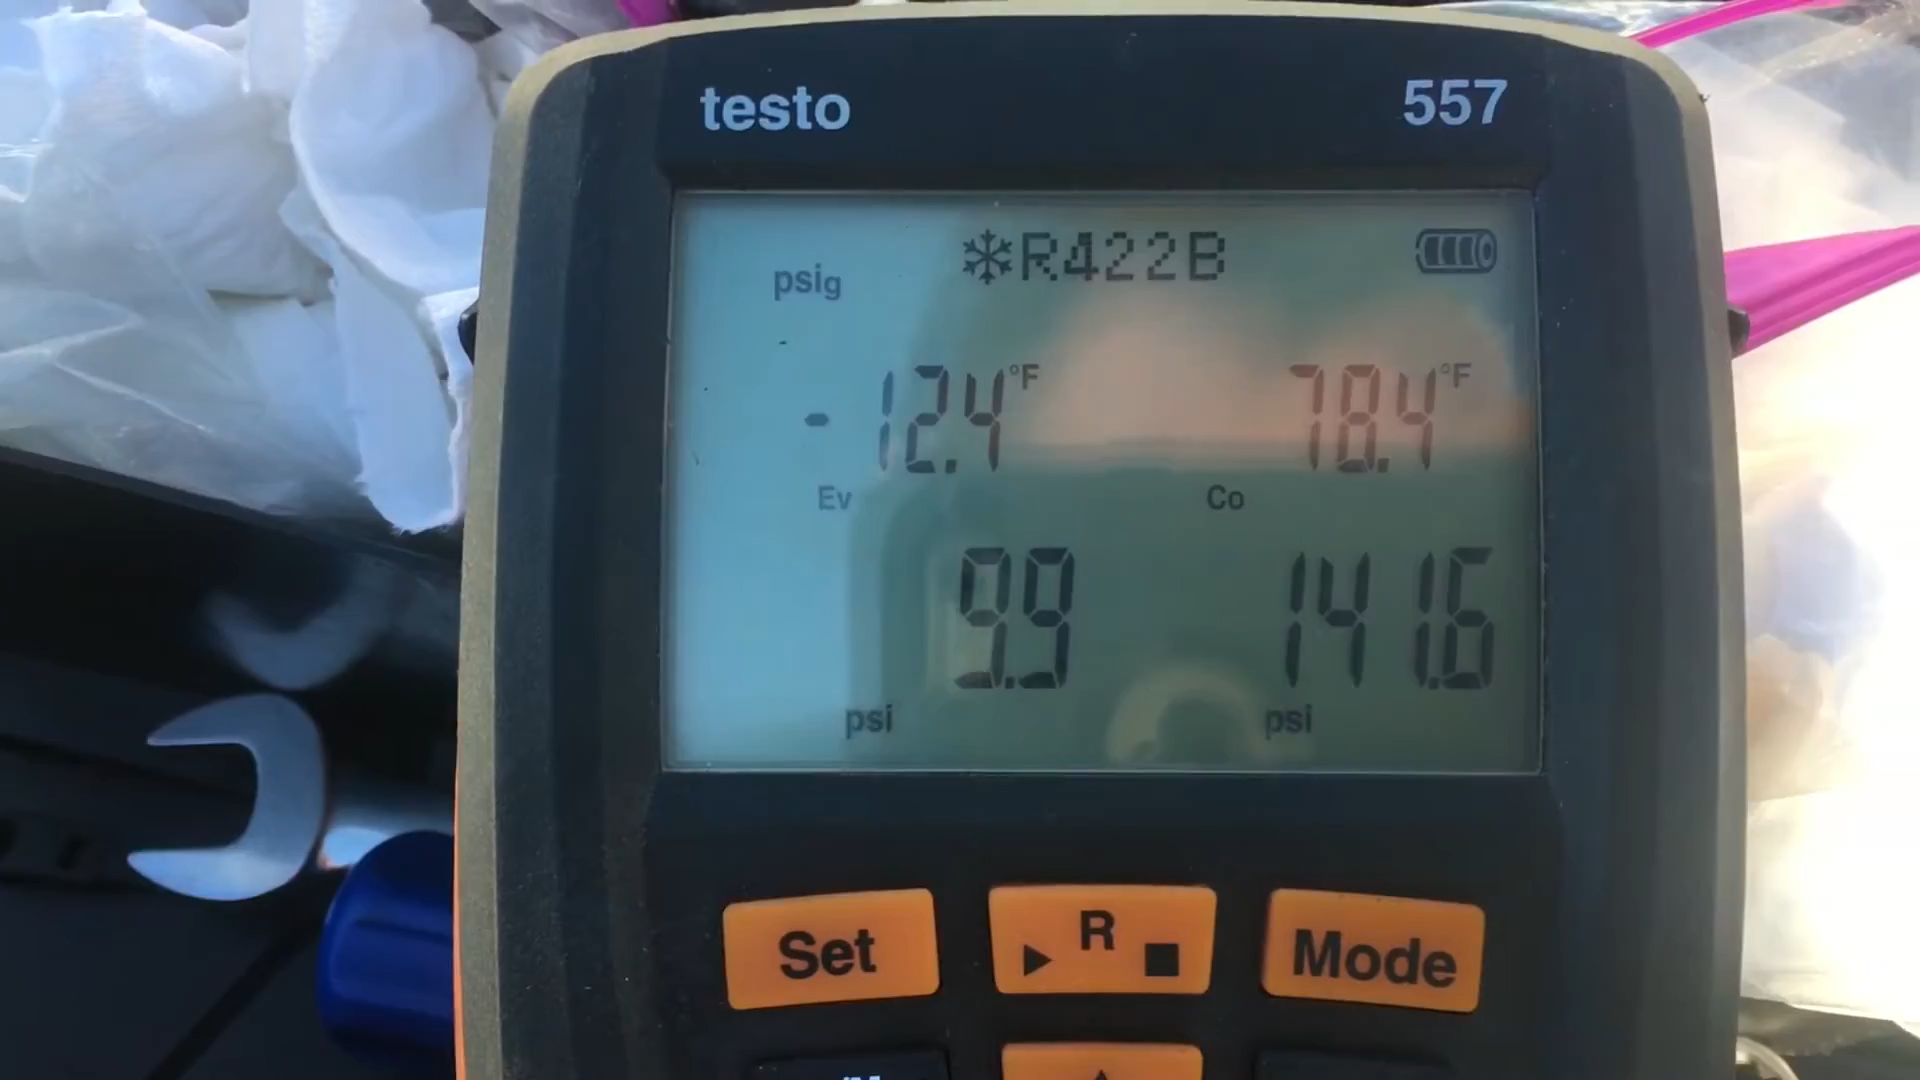 testo 557
❄R422B
psig
-12.4°F 78.4°F
Ev Co
9.9 141.6
psi psi
Set R Mode